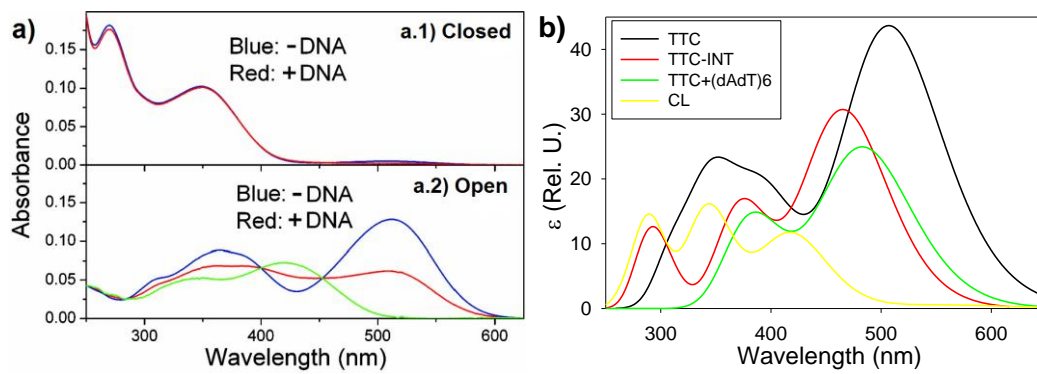 a)
a.1) Closed
Blue: -DNA
Red: +DNA
0.15
0.10
0.05
0.00
a.2) Open
Blue: -DNA
Red: +DNA
0.15
0.10
0.05
0.00
Absorbance
300 400 500 600
Wavelength (nm)
b)
TTC
TTC-INT
TTC+(dAdT)6
CL
ε (Rel. U.)
40
30
20
10
0
300 400 500 600
Wavelength (nm)